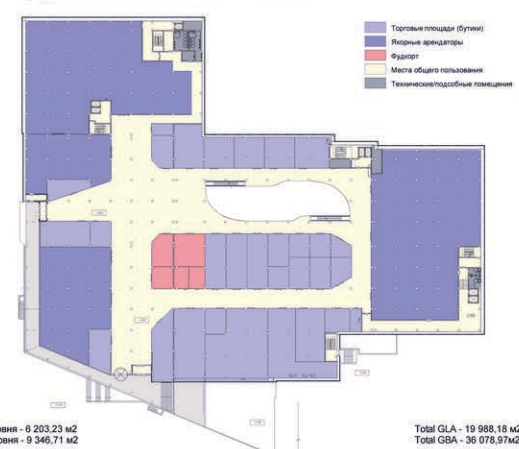 Торговые площади (бутики)
Якорные арендаторы
Фудкорт
Места общего пользования
Технические/подсобные помещения
вня - 6 203,23 м2
овня - 9 346,71 м2
Total GLA - 19 988,18 м2
Total GBA - 36 078,97м2